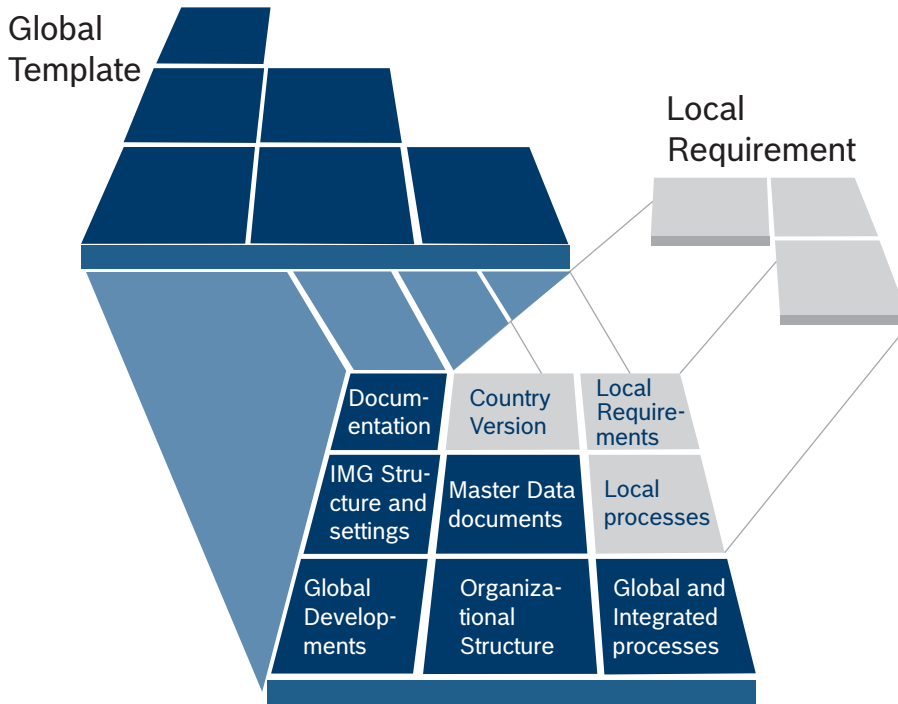 Global
Template
Local
Requirement
Docum-
entation
Country
Version
Local
Require-
ments
IMG Stru-
cture and
settings
Master Data
documents
Local
processes
Global
Develop-
ments
Organiza-
tional
Structure
Global and
Integrated
processes